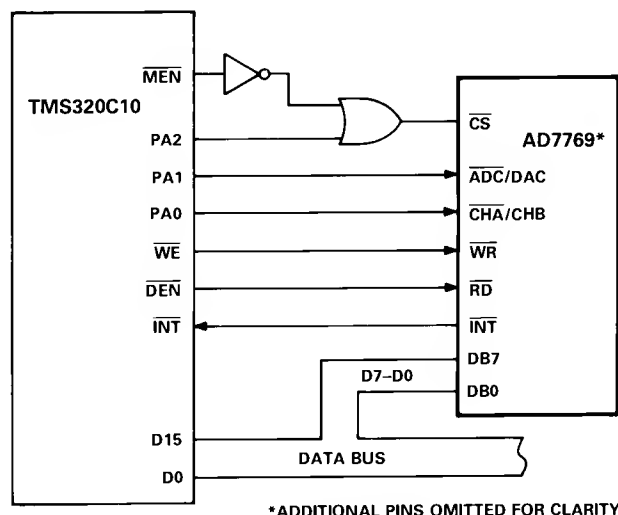 MEN
TMS320C10
PA2
PA1
PA0
WE
DEN
INT
D15
D0
CS
AD7769*
ADC/DAC
CHA/CHB
WR
RD
INT
DB7
DB0
D7–D0
DATA BUS
*ADDITIONAL PINS OMITTED FOR CLARITY